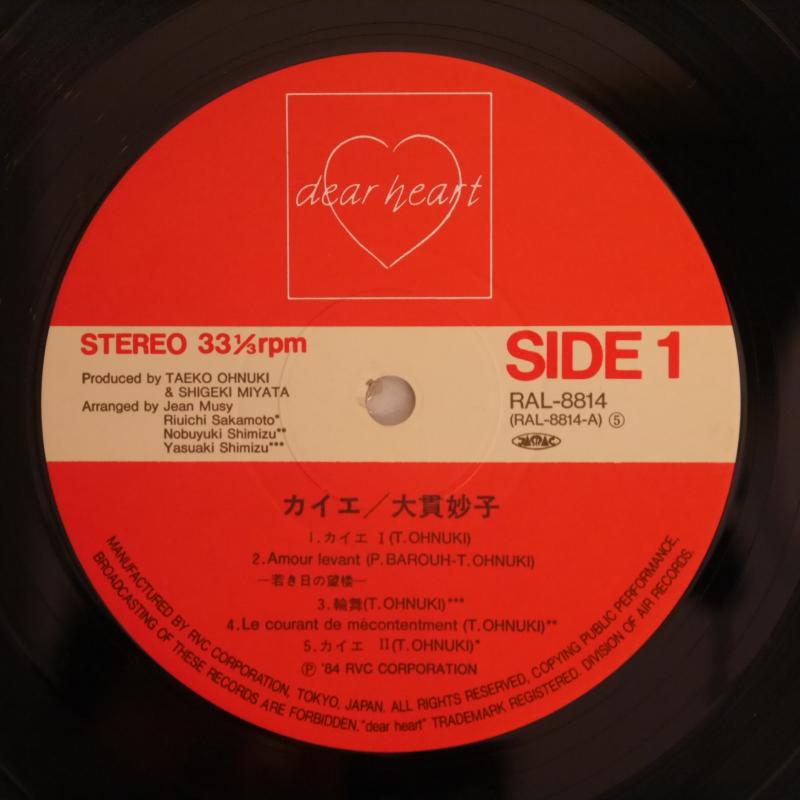 dear heart
STEREO 33⅓rpm
SIDE 1
Produced by TAEKO OHNUKI
& SHIGEKI MIYATA
Arranged by Jean Musy
Riuichi Sakamoto*
Nobuyuki Shimizu**
Yasuaki Shimizu***
RAL-8814
(RAL-8814-A) ⑤
JASRAC
カイエ／大貫妙子
1.カイエ I(T.OHNUKI)
2.Amour levant (P.BAROUH-T.OHNUKI)
—若き日の望楼—
3.輪舞(T.OHNUKI)***
4.Le courant de mécontentment (T.OHNUKI)**
5.カイエ II(T.OHNUKI)*
Ⓟ '84 RVC CORPORATION
MANUFACTURED BY RVC CORPORATION, TOKYO, JAPAN. ALL RIGHTS RESERVED, COPYING PUBLIC PERFORMANCE,
BROADCASTING OF THESE RECORDS ARE FORBIDDEN. "dear heart" TRADEMARK REGISTERED. DIVISION OF AIR RECORDS.